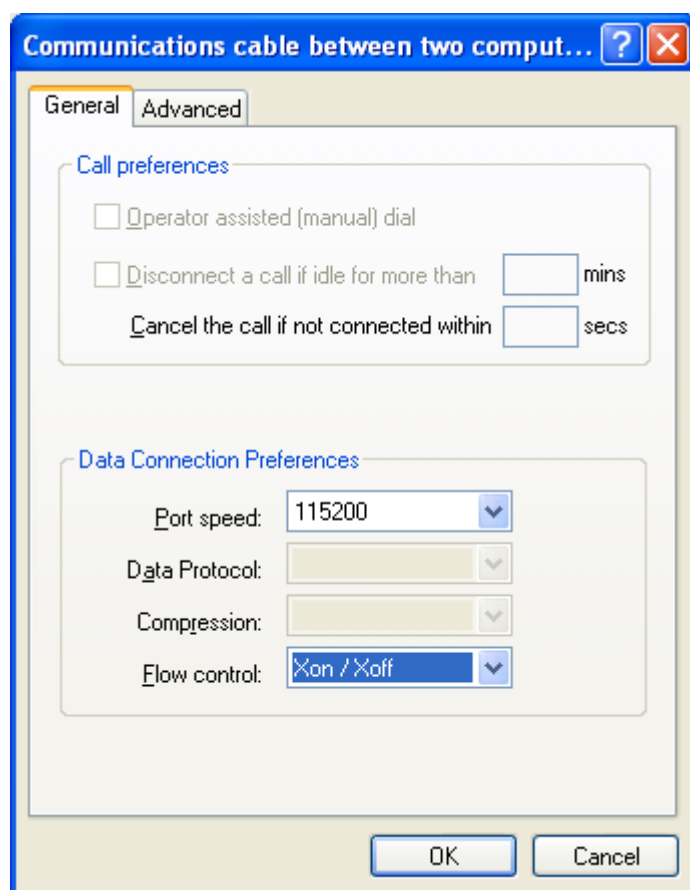 Communications cable between two comput...
General Advanced
Call preferences
Operator assisted (manual) dial
Disconnect a call if idle for more than mins
Cancel the call if not connected within secs
Data Connection Preferences
Port speed: 115200
Data Protocol:
Compression:
Flow control: Xon / Xoff
OK Cancel